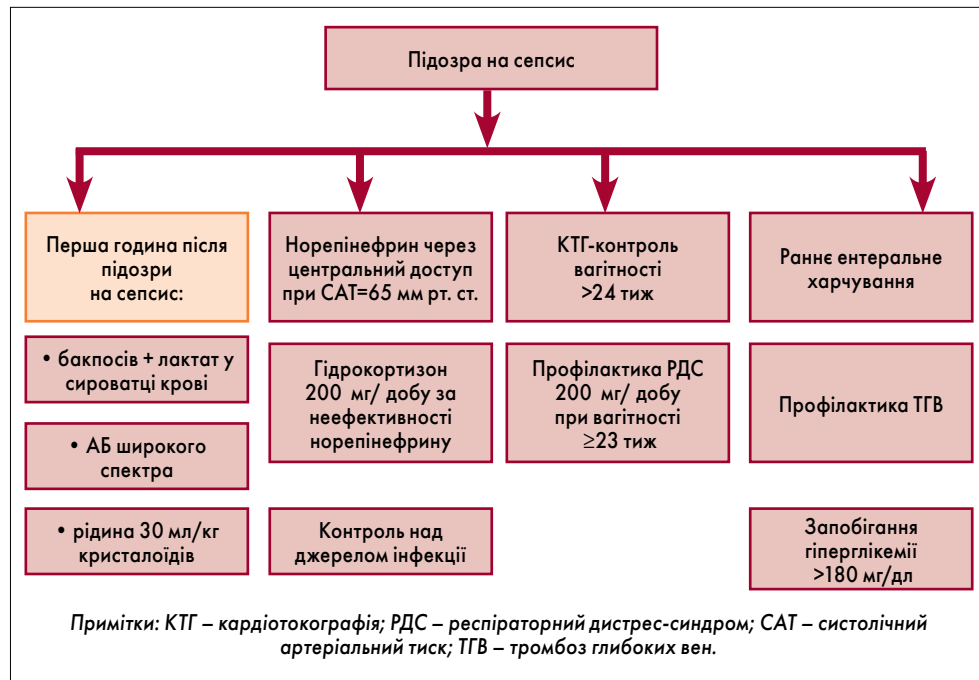 Підозра на сепсис
Перша година після
підозри
на сепсис:
• бакпосів + лактат у
сироватці крові
• АБ широкого
спектра
• рідина 30 мл/кг
кристалоїдів
Норепінефрин через
центральний доступ
при САТ=65 мм рт. ст.
Гідрокортизон
200 мг/ добу за
неефективності
норепінефрину
Контроль над
джерелом інфекції
КТГ-контроль
вагітності
>24 тиж
Профілактика РДС
200 мг/ добу
при вагітності
≥23 тиж
Раннє ентеральне
харчування
Профілактика ТГВ
Запобігання
гіперглікемії
>180 мг/дл
Примітки: КТГ – кардіотокографія; РДС – респіраторний дистрес-синдром; САТ – систолічний
артеріальний тиск; ТГВ – тромбоз глибоких вен.